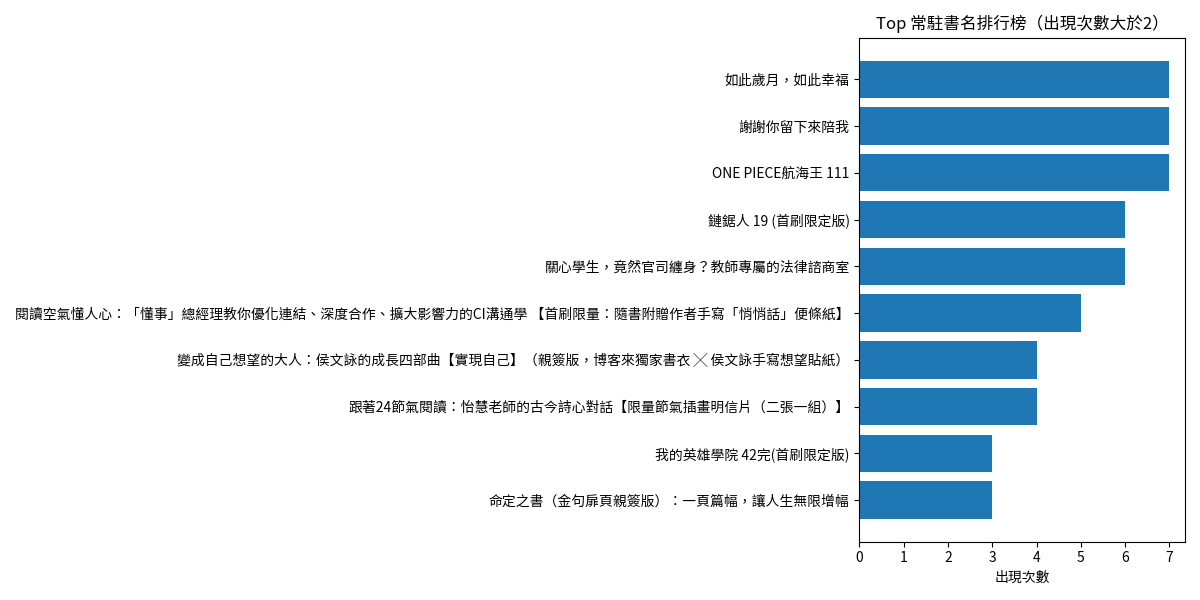 Top 常駐書名排行榜（出現次數大於2）
如此歲月，如此幸福
謝謝你留下來陪我
ONE PIECE航海王 111
鏈鋸人 19 (首刷限定版)
關心學生，竟然官司纏身？教師專屬的法律諮商室
閱讀空氣懂人心：「懂事」總經理教你優化連結、深度合作、擴大影響力的CI溝通學 【首刷限量：隨書附贈作者手寫「悄悄話」便條紙】
變成自己想望的大人：侯文詠的成長四部曲【實現自己】（親簽版，博客來獨家書衣 ╳ 侯文詠手寫想望貼紙）
跟著24節氣閱讀：怡慧老師的古今詩心對話【限量節氣插畫明信片（二張一組）】
我的英雄學院 42完(首刷限定版)
命定之書（金句扉頁親簽版）：一頁篇幅，讓人生無限增幅
0 1 2 3 4 5 6 7
出現次數